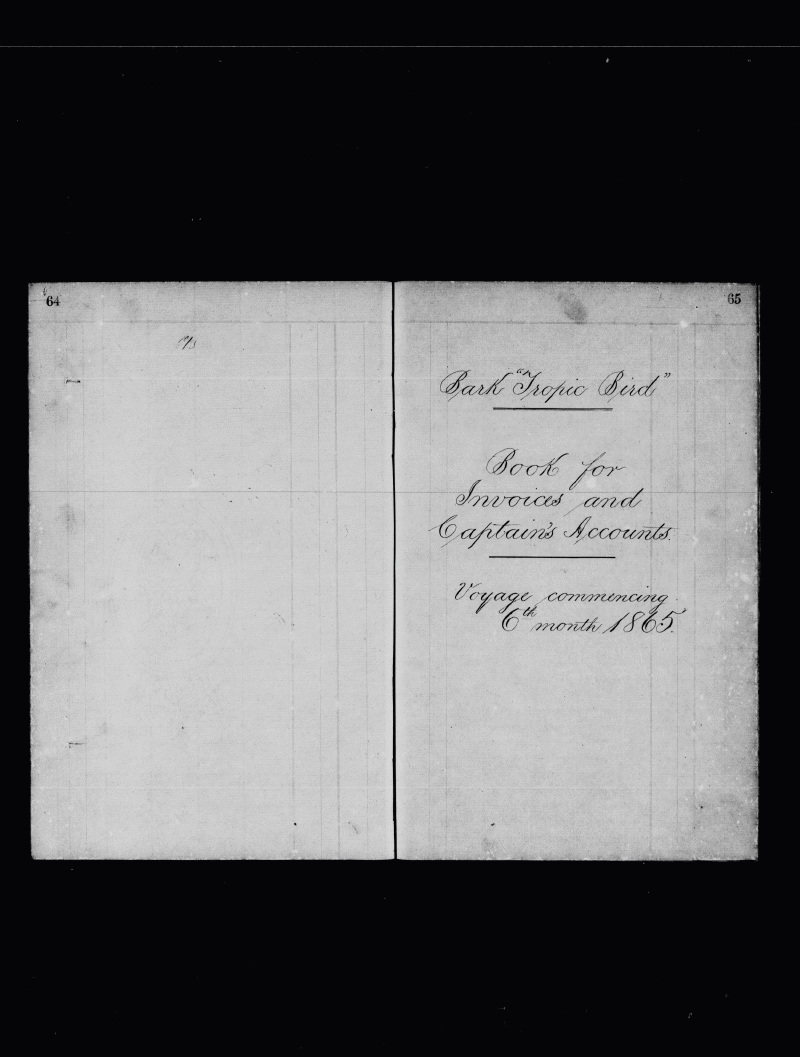 64
65
Bark "Tropic Bird"
Book for
Invoices and
Captain's Accounts.
Voyage commencing
6th month 1865.